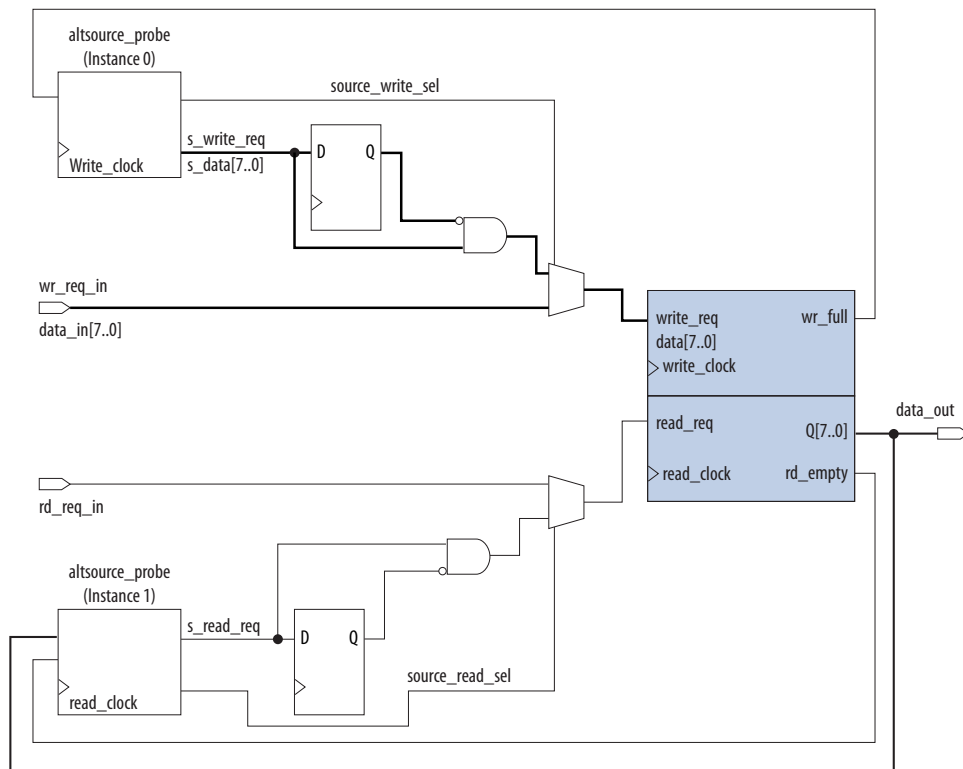 altsource_probe
(Instance 0)
source_write_sel
s_write_req
D Q
Write_clock
s_data[7..0]
wr_req_in
data_in[7..0]
write_req
wr_full
data[7..0]
write_clock
data_out
read_req
Q[7..0]
read_clock
rd_empty
rd_req_in
altsource_probe
(Instance 1)
s_read_req
D Q
source_read_sel
read_clock